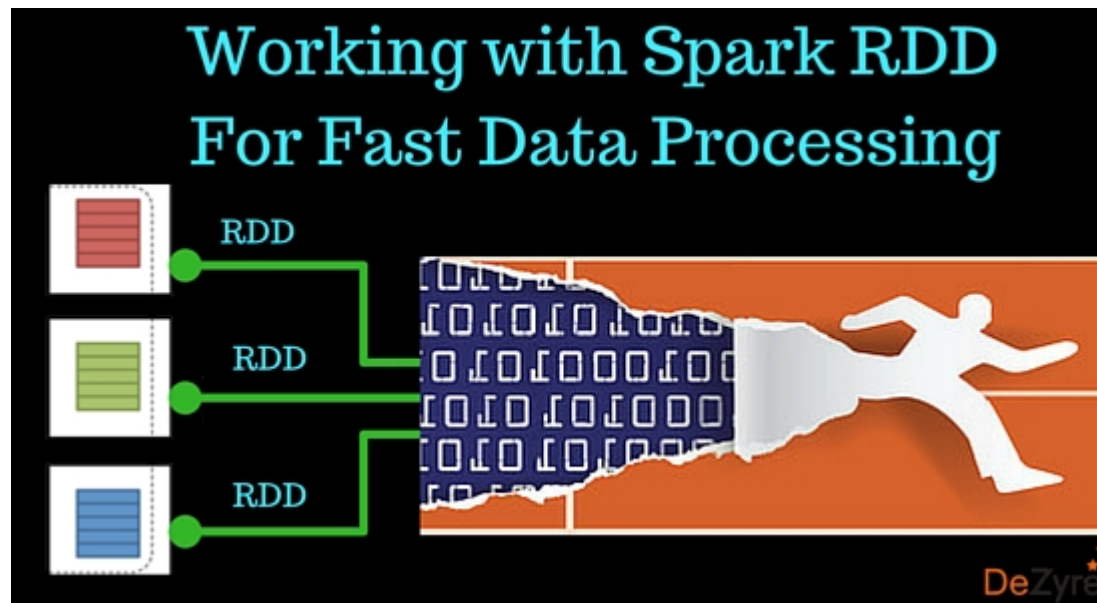 Working with Spark RDD
For Fast Data Processing
RDD
RDD
RDD
DeZyre